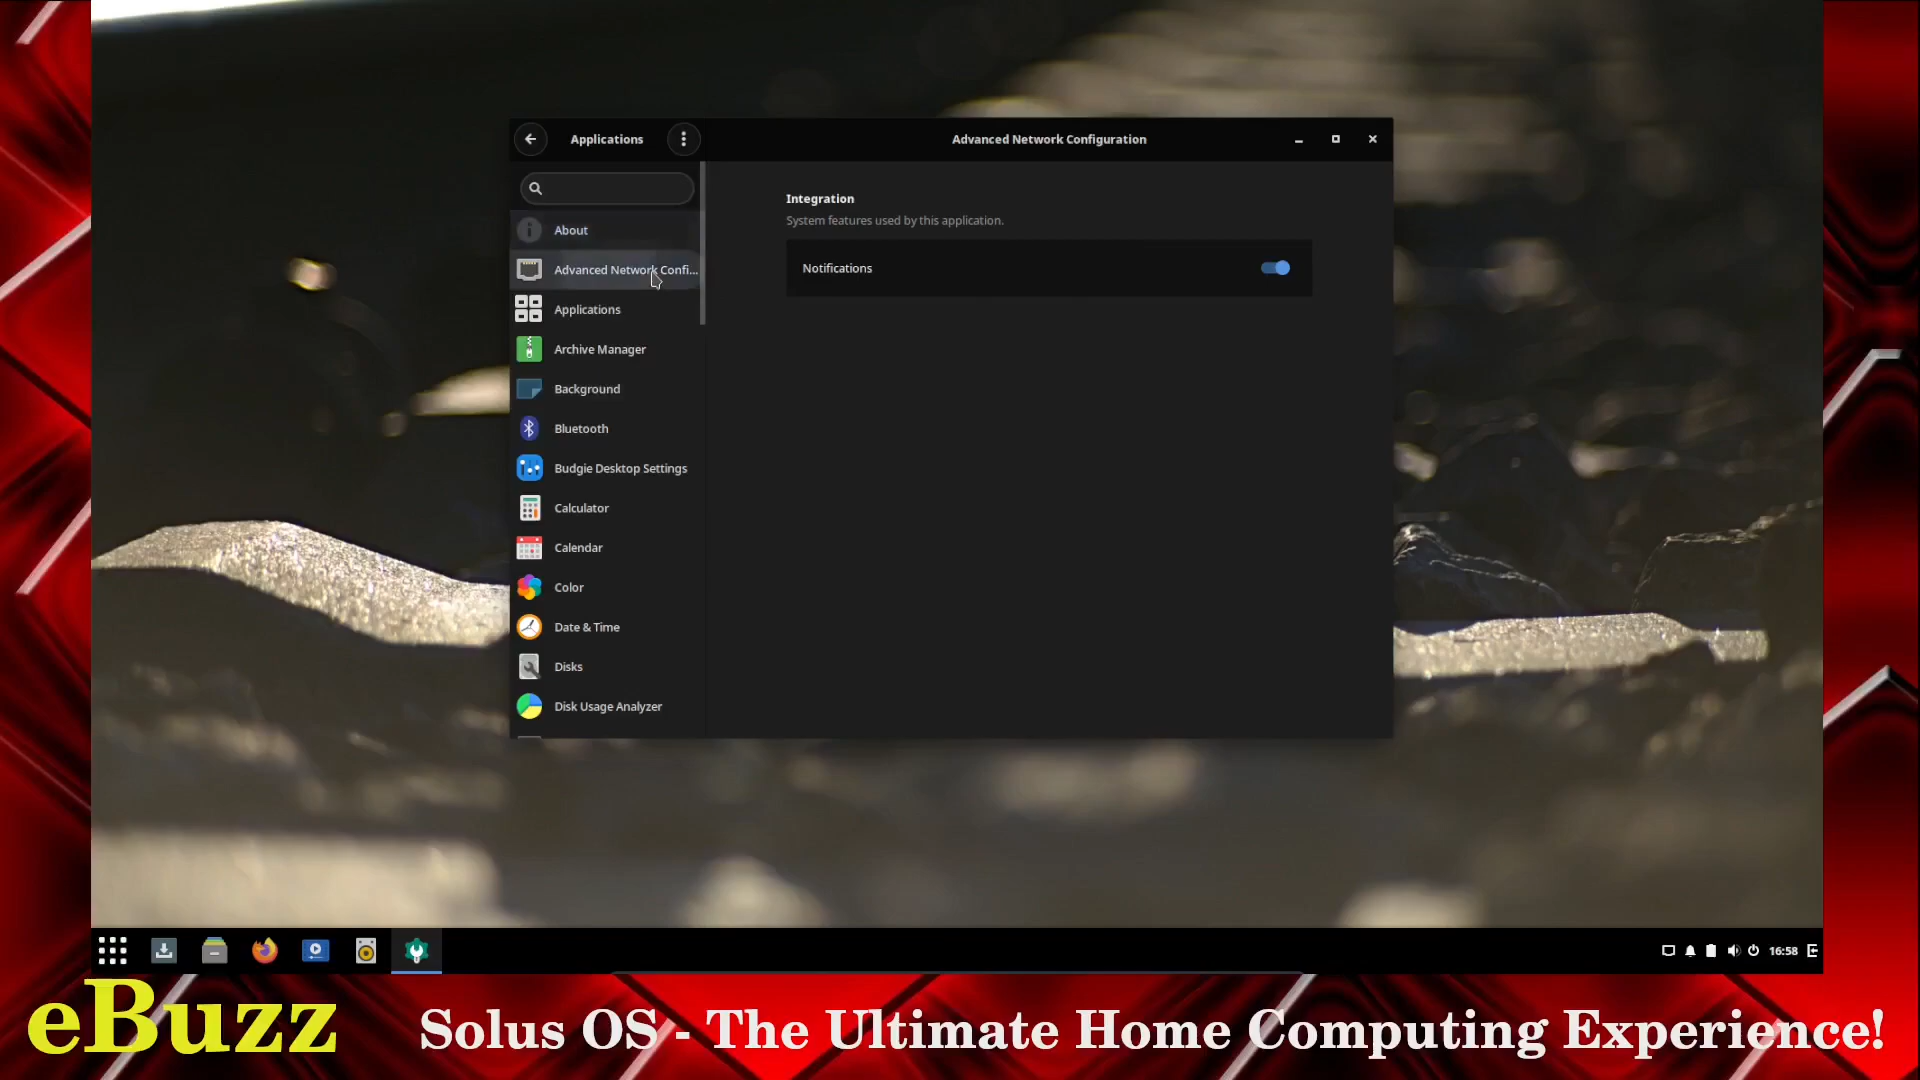 Applications
Advanced Network Configuration
About
Advanced Network Confi...
Applications
Archive Manager
Background
Bluetooth
Budgie Desktop Settings
Calculator
Calendar
Color
Date & Time
Disks
Disk Usage Analyzer
Integration
System features used by this application.
Notifications
16:58
eBuzz
Solus OS - The Ultimate Home Computing Experience!